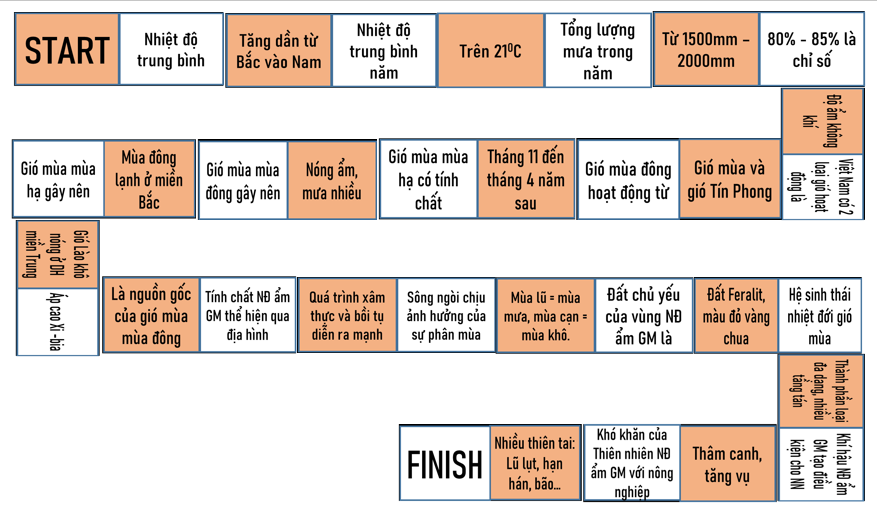 START
Nhiệt độ
trung bình
Tăng dần từ
Bắc vào Nam
Nhiệt độ
trung bình
năm
Trên 21⁰C
Tổng lượng
mưa trong
năm
Từ 1500mm –
2000mm
80% - 85% là
chỉ số
Độ ẩm không
khí
Việt Nam có 2
loại gió hoạt
động là
Gió mùa và
gió Tín Phong
Gió mùa đông
hoạt động từ
Tháng 11 đến
tháng 4 năm
sau
Gió mùa mùa
hạ có tính
chất
Nóng ẩm,
mưa nhiều
Gió mùa mùa
đông gây nên
Mùa đông
lạnh ở miền
Bắc
Gió mùa mùa
hạ gây nên
Gió Lào khô
nóng ở DH
miền Trung
Áp cao Xi -bia
Là nguồn gốc
của gió mùa
mùa đông
Tính chất NĐ ẩm
GM thể hiện qua
địa hình
Quá trình xâm
thực và bồi tụ
diễn ra mạnh
Sông ngòi chịu
ảnh hưởng của
sự phân mùa
Mùa lũ = mùa
mưa, mùa cạn =
mùa khô.
Đất chủ yếu
của vùng NĐ
ẩm GM là
Đất Feralit,
màu đỏ vàng
chua
Hệ sinh thái
nhiệt đới gió
mùa
Thành phần loại
đa dạng, nhiều
tầng tán
Khí hậu NĐ ẩm
GM tạo điều
kiện cho NN
Thâm canh,
tăng vụ
Khó khăn của
Thiên nhiên NĐ
ẩm GM với nông
nghiệp
Nhiều thiên tai:
Lũ lụt, hạn
hán, bão...
FINISH